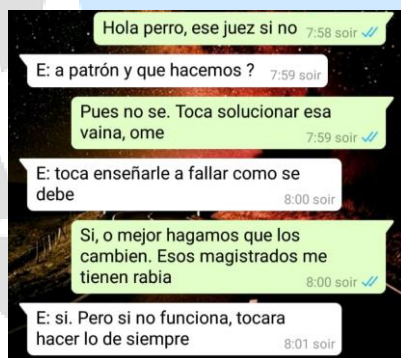 Hola perro, ese juez si no 7:58 soir
E: a patrón y que hacemos ? 7:59 soir
Pues no se. Toca solucionar esa
vaina, ome 7:59 soir
E: toca enseñarle a fallar como se
debe 8:00 soir
Si, o mejor hagamos que los
cambien. Esos magistrados me
tienen rabia 8:00 soir
E: si. Pero si no funciona, tocara
hacer lo de siempre 8:01 soir